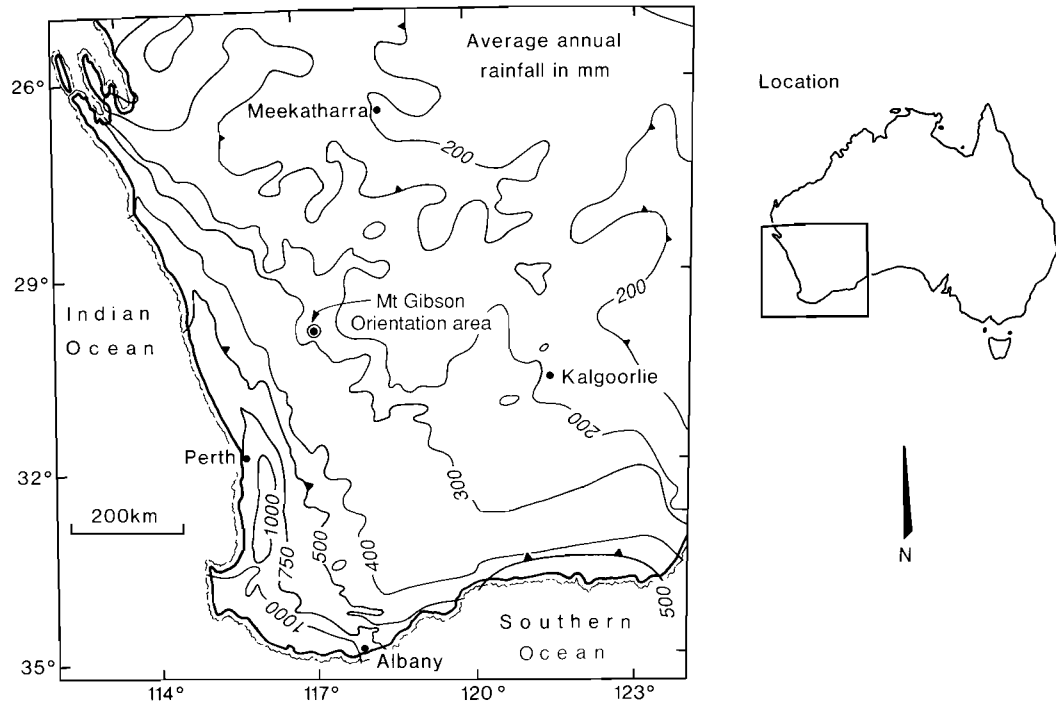 Average annual
rainfall in mm
Location
26°
Meekatharra
200
29°
200
Mt Gibson
Orientation area
Indian
Ocean
Kalgoorlie
200
Perth
32°
300
200km
1000
750
500
400
N
1000
500
Southern
Ocean
Albany
35°
114°
117°
120°
123°